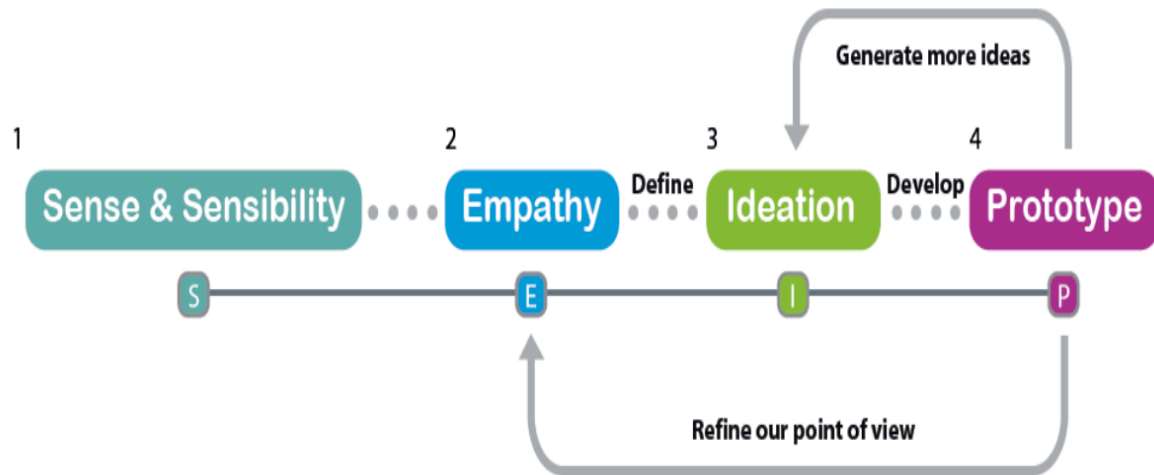 Generate more ideas
1
2
3
4
Sense & Sensibility
Empathy
Define
Ideation
Develop
Prototype
S
E
I
P
Refine our point of view